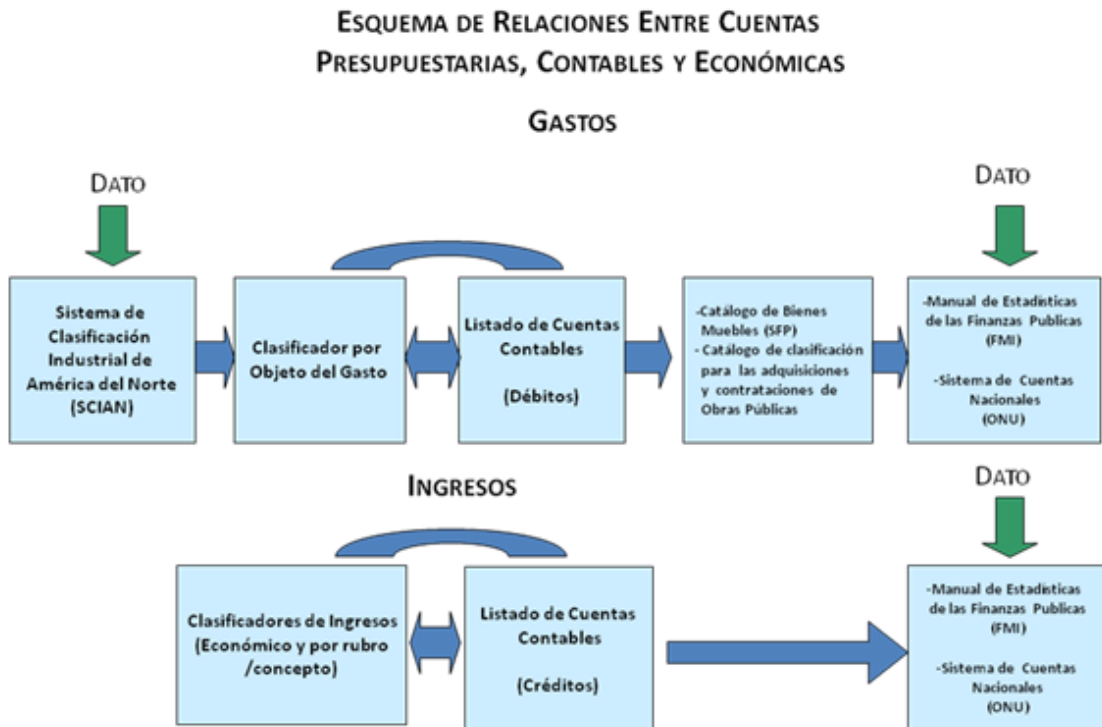 ESQUEMA DE RELACIONES ENTRE CUENTAS
PRESUPUESTARIAS, CONTABLES Y ECONÓMICAS
GASTOS
DATO
DATO
Sistema de
Clasificación
Industrial de
América del Norte
(SCIAN)
Clasificador por
Objeto del Gasto
Listado de Cuentas
Contables
(Débitos)
-Catálogo de Bienes
Muebles (SFP)
- Catálogo de clasificación
para las adquisiciones
y contrataciones de
Obras Públicas
-Manual de Estadísticas
de las Finanzas Publicas
(FMI)
-Sistema de Cuentas
Nacionales
(ONU)
INGRESOS
DATO
Clasificadores de Ingresos
(Económico y por rubro
/concepto)
Listado de Cuentas
Contables
(Créditos)
-Manual de Estadísticas
de las Finanzas Publicas
(FMI)
-Sistema de Cuentas
Nacionales
(ONU)